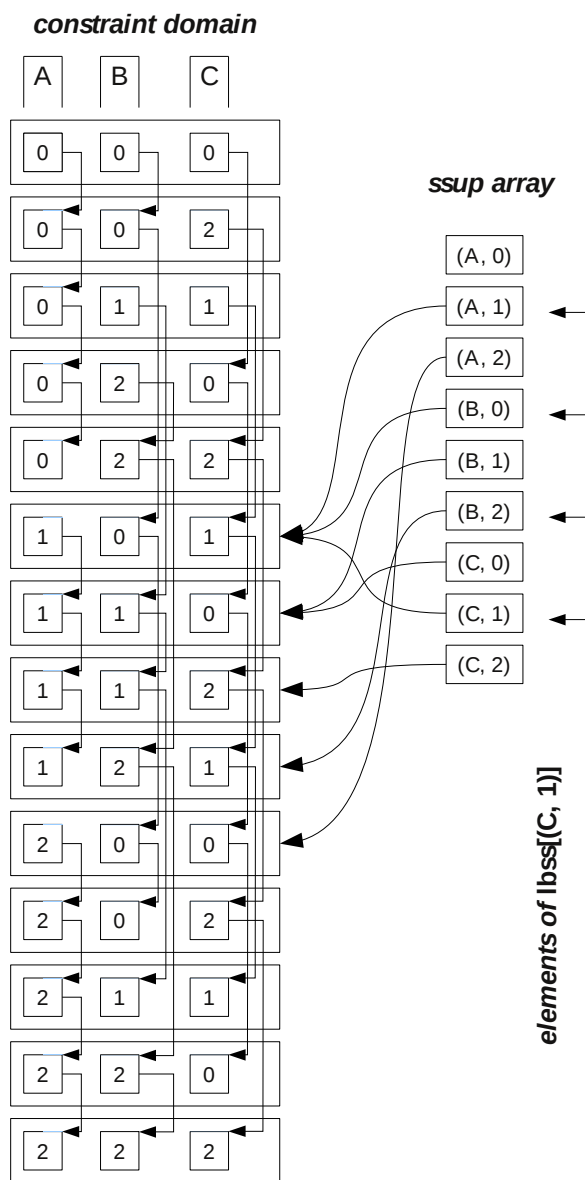 constraint domain
A B C
0 0 0
0 0 2
0 1 1
0 2 0
0 2 2
1 0 1
1 1 0
1 1 2
1 2 1
2 0 0
2 0 2
2 1 1
2 2 0
2 2 2
ssup array
(A, 0)
(A, 1)
(A, 2)
(B, 0)
(B, 1)
(B, 2)
(C, 0)
(C, 1)
(C, 2)
elements of lbss[(C, 1)]